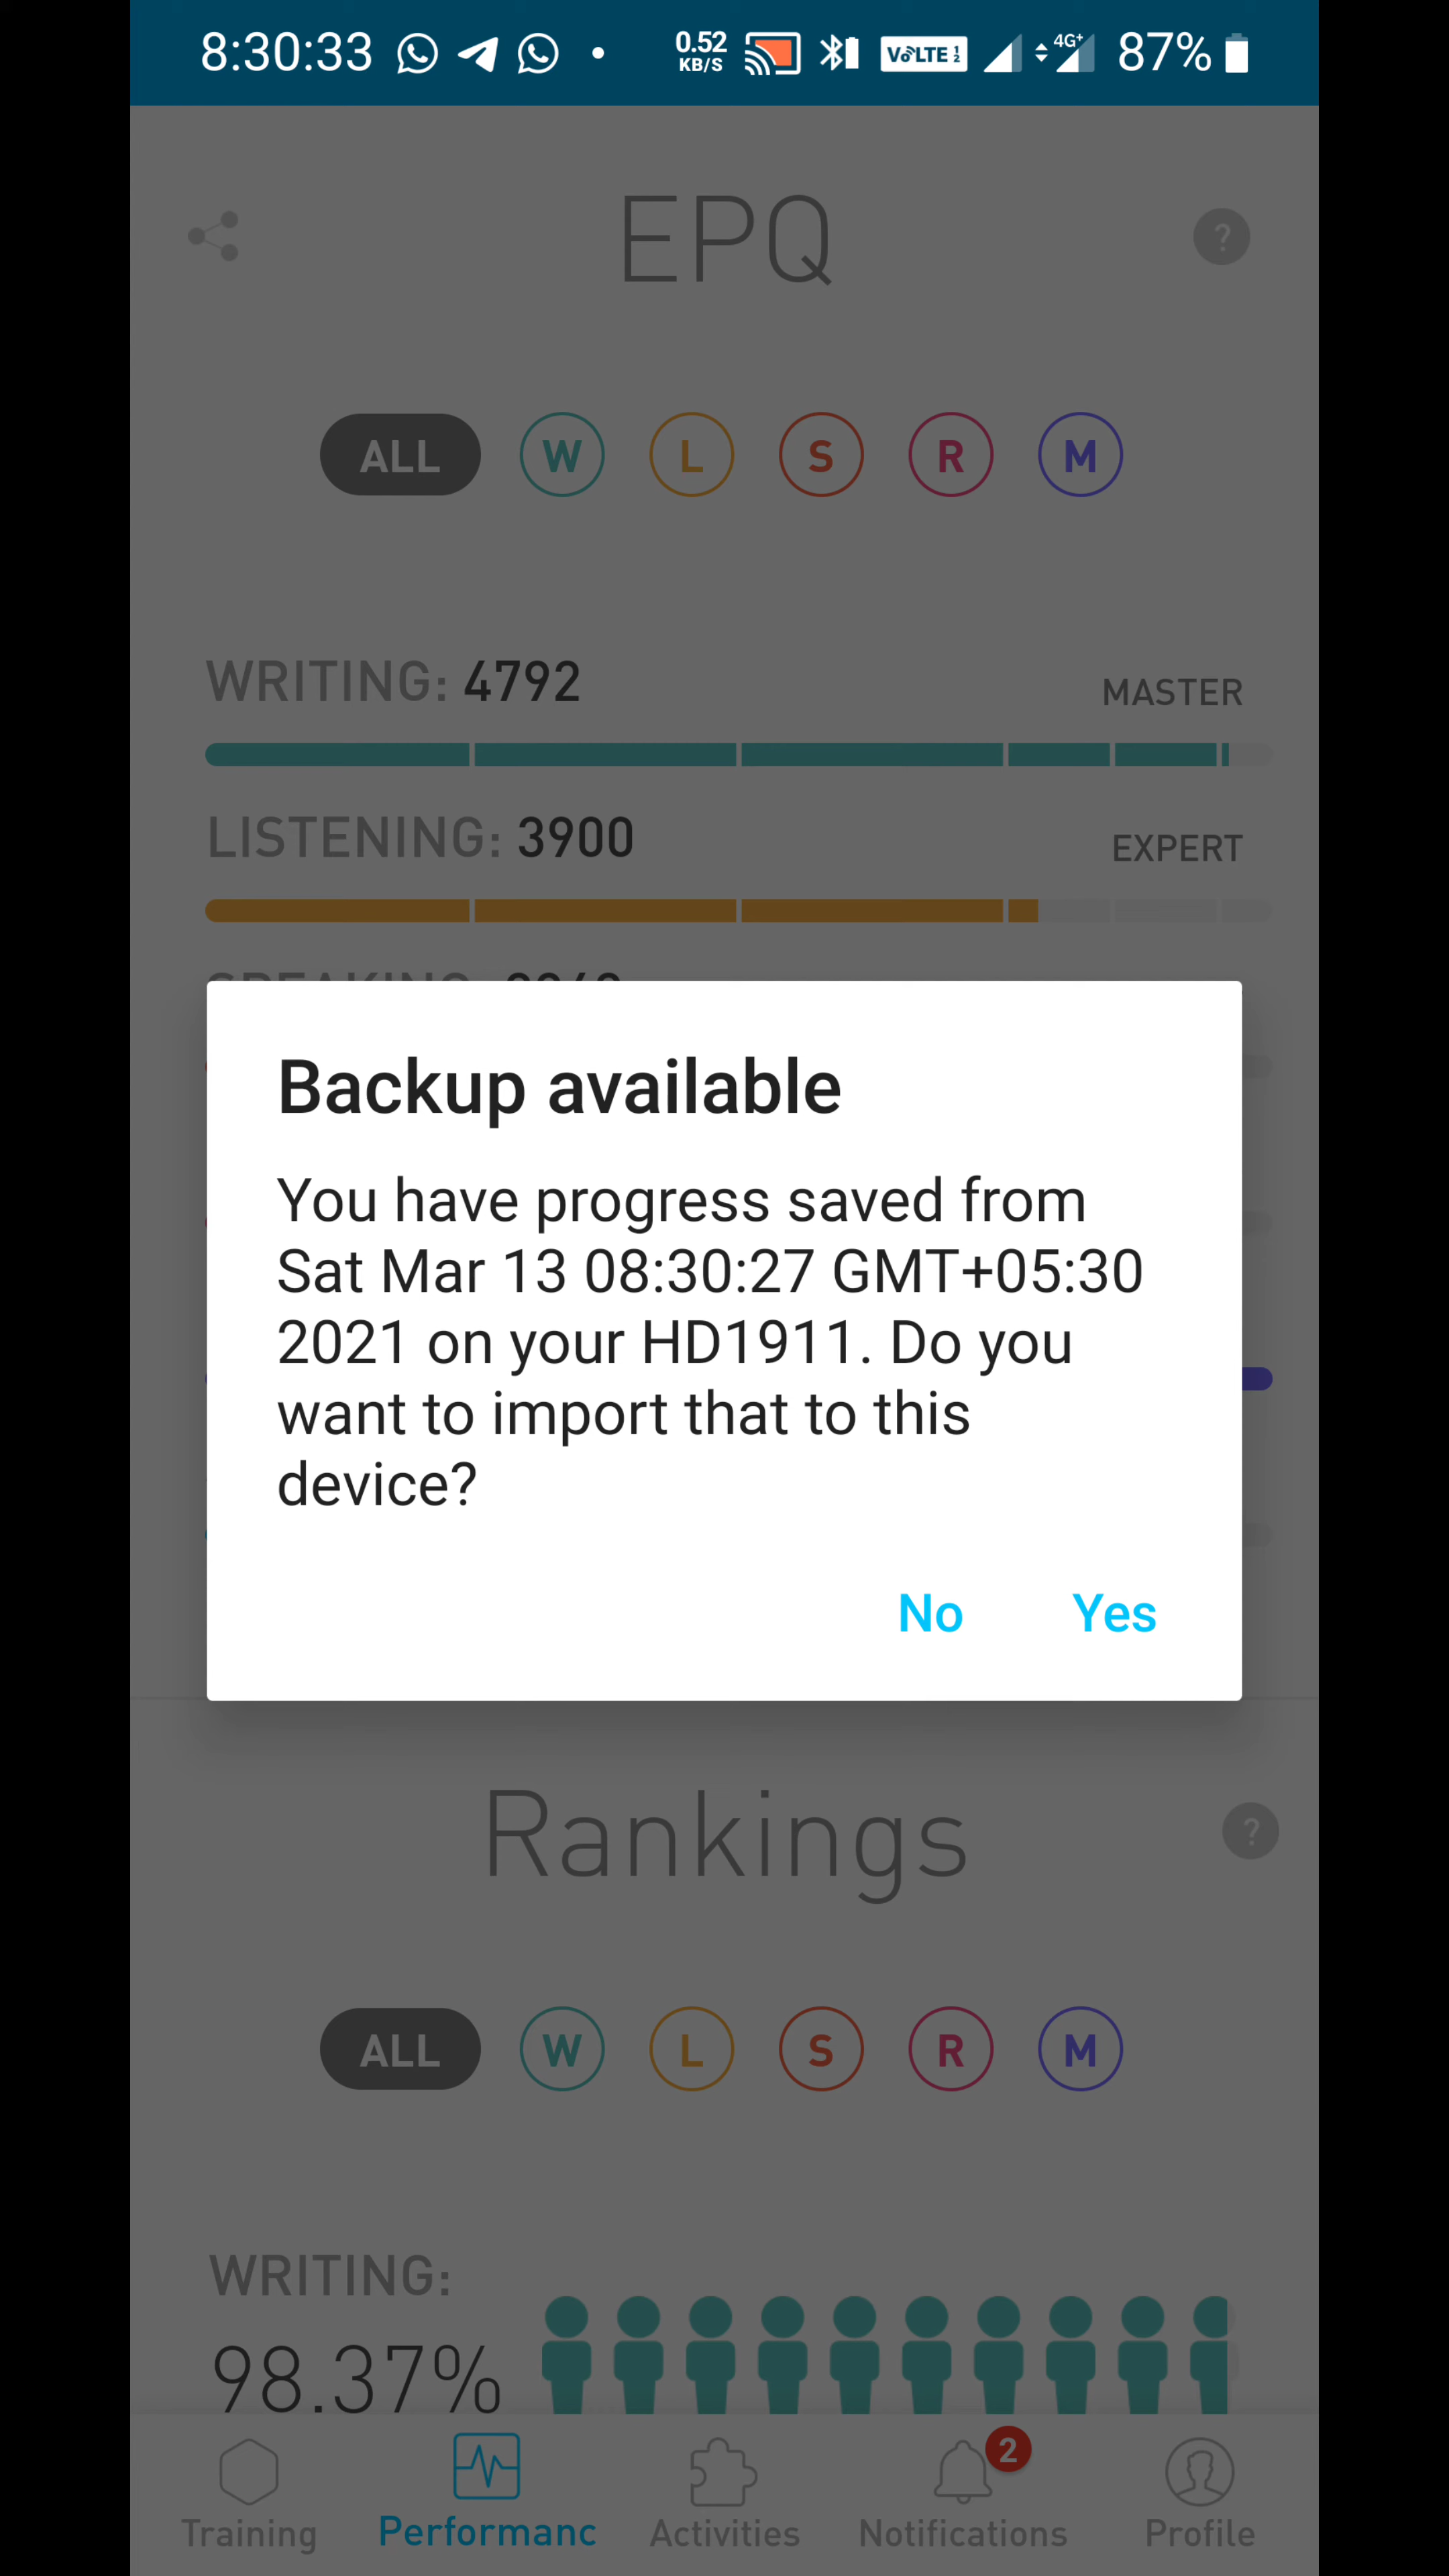 8:30:33 0.52 KB/S VoLTE 1 2 4G+ 87%
EPQ ?
ALL W L S R M
WRITING: 4792 MASTER
LISTENING: 3900 EXPERT
Backup available
You have progress saved from
Sat Mar 13 08:30:27 GMT+05:30
2021 on your HD1911. Do you
want to import that to this
device?
No Yes
Rankings ?
ALL W L S R M
WRITING:
98.37%
2
Training Performanc Activities Notifications Profile